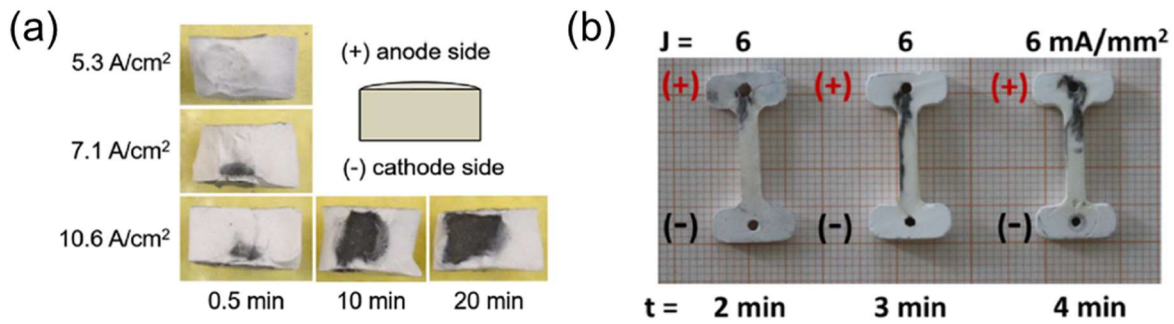 (a)
5.3 A/cm²
7.1 A/cm²
10.6 A/cm²
(+) anode side
(-) cathode side
0.5 min 10 min 20 min
(b)
J = 6 6 6 mA/mm²
(+) (+) (+)
(-) (-) (-)
t = 2 min 3 min 4 min